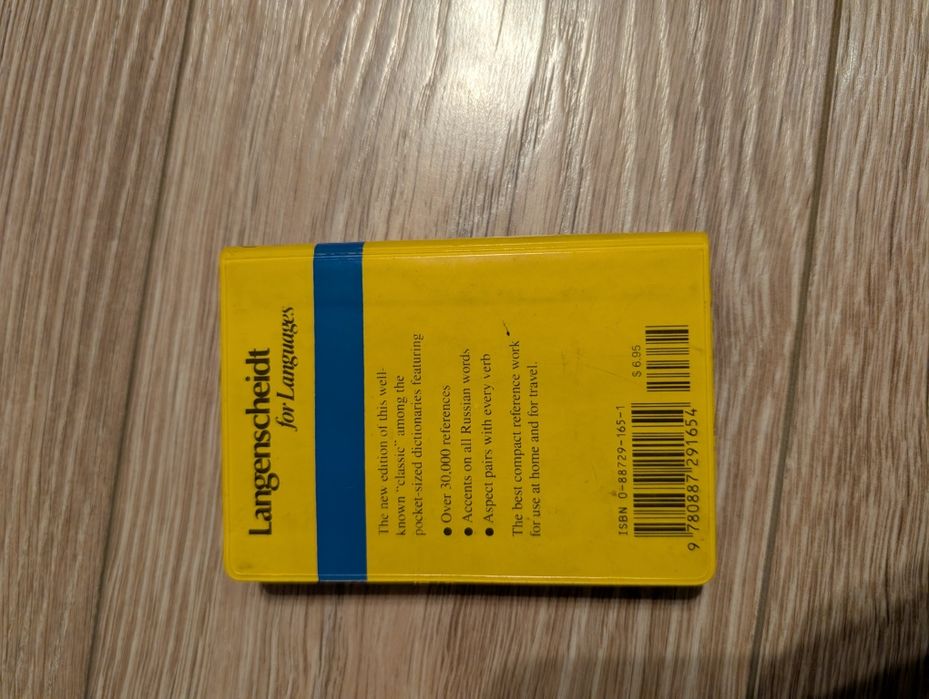 Langenscheidt
for Languages
The new edition of this well-
known "classic" among the
pocket-sized dictionaries featuring
● Over 30,000 references
● Accents on all Russian words
● Aspect pairs with every verb
The best compact reference work
for use at home and for travel.
ISBN 0-88729-165-1
$ 6.95
9 780887 291654